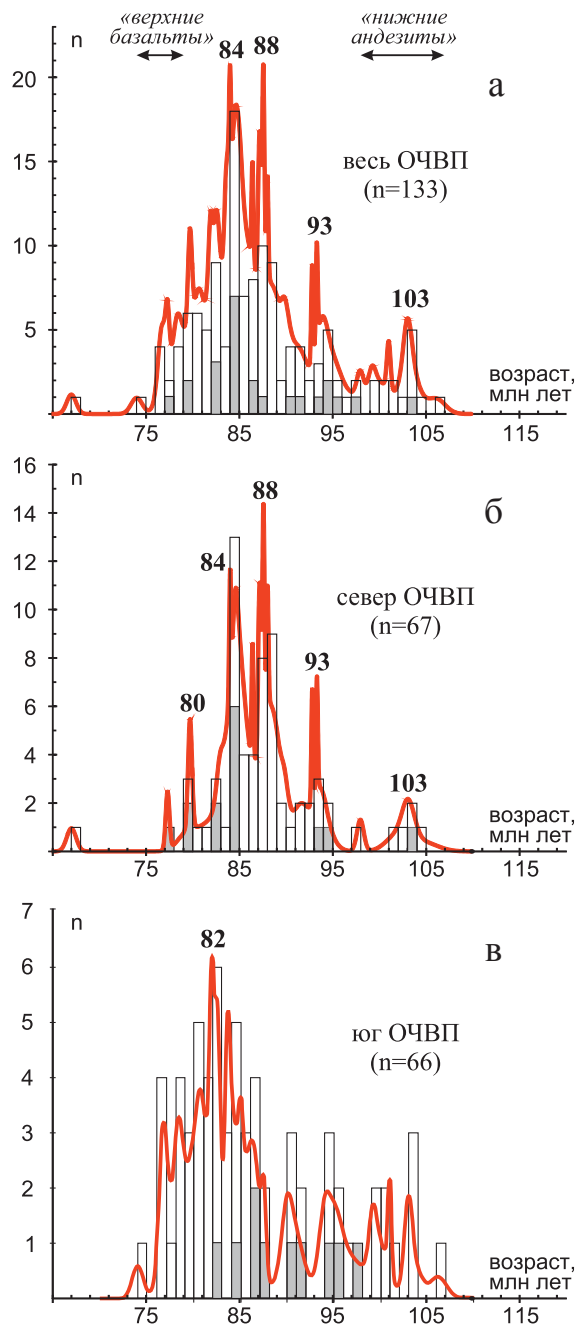 «верхние
базальты»
«нижние
андезиты»
n
84
88
а
20
весь ОЧВП
(n=133)
15
93
10
103
5
возраст,
млн лет
75
85
95
105
115
16
n
88
б
14
84
12
север ОЧВП
(n=67)
10
93
8
80
6
4
103
2
возраст,
млн лет
75
85
95
105
115
7
n
82
в
6
юг ОЧВП
(n=66)
5
4
3
2
1
возраст,
млн лет
75
85
95
105
115